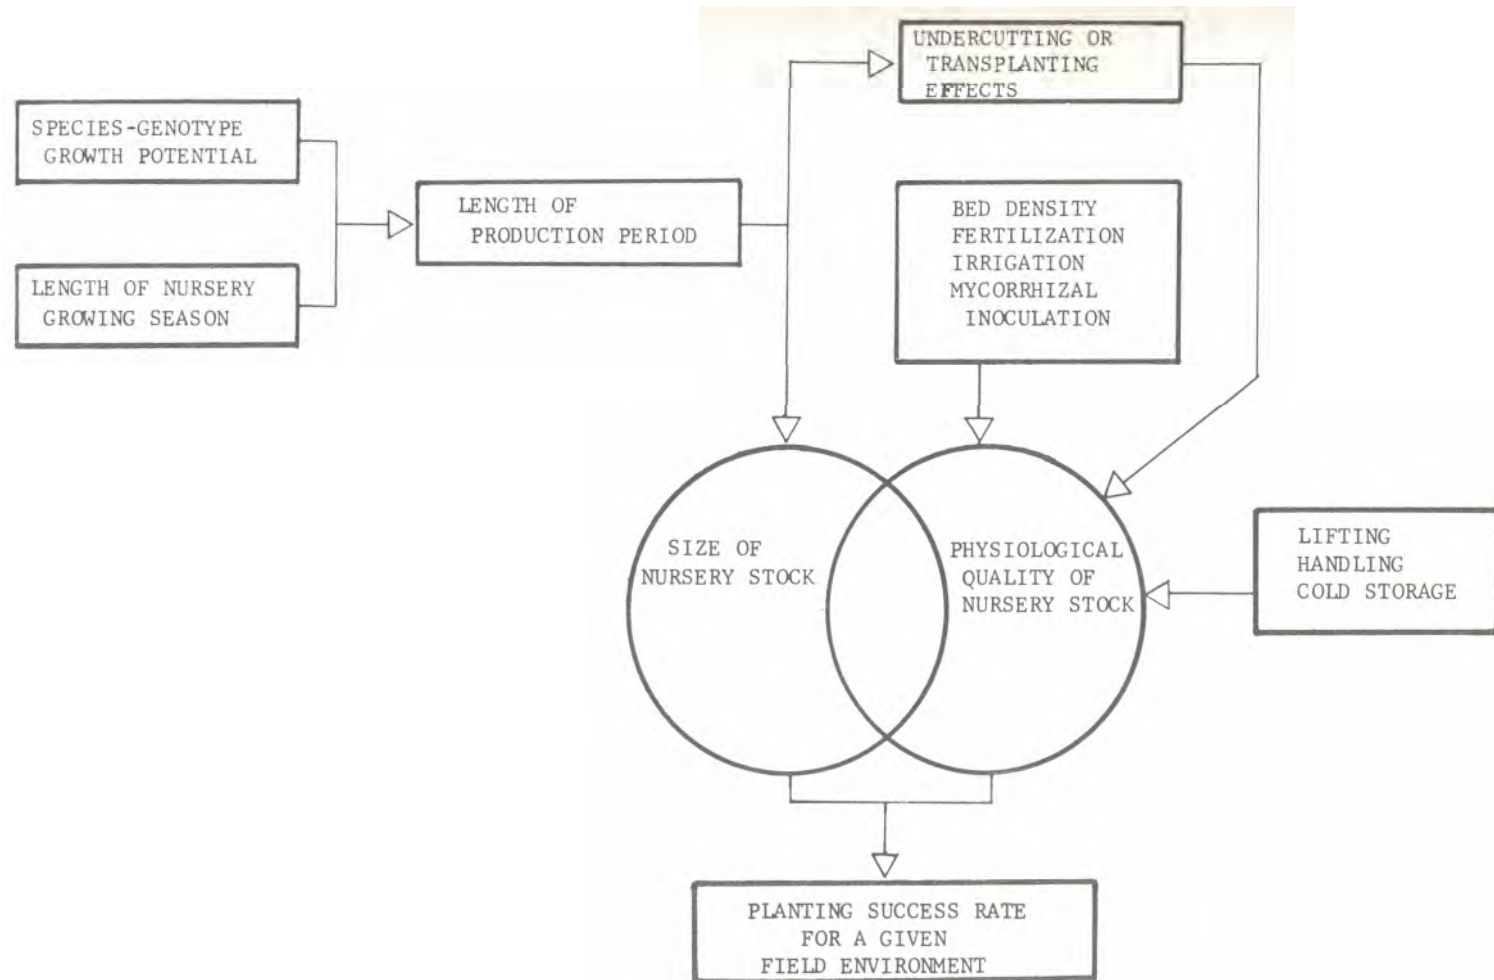 UNDERCUTTING OR
TRANSPLANTING
EFFECTS
SPECIES-GENOTYPE
GROWTH POTENTIAL
LENGTH OF NURSERY
GROWING SEASON
LENGTH OF
PRODUCTION PERIOD
BED DENSITY
FERTILIZATION
IRRIGATION
MYCORRHIZAL
INOCULATION
SIZE OF
NURSERY STOCK
PHYSIOLOGICAL
QUALITY OF
NURSERY STOCK
LIFTING
HANDLING
COLD STORAGE
PLANTING SUCCESS RATE
FOR A GIVEN
FIELD ENVIRONMENT